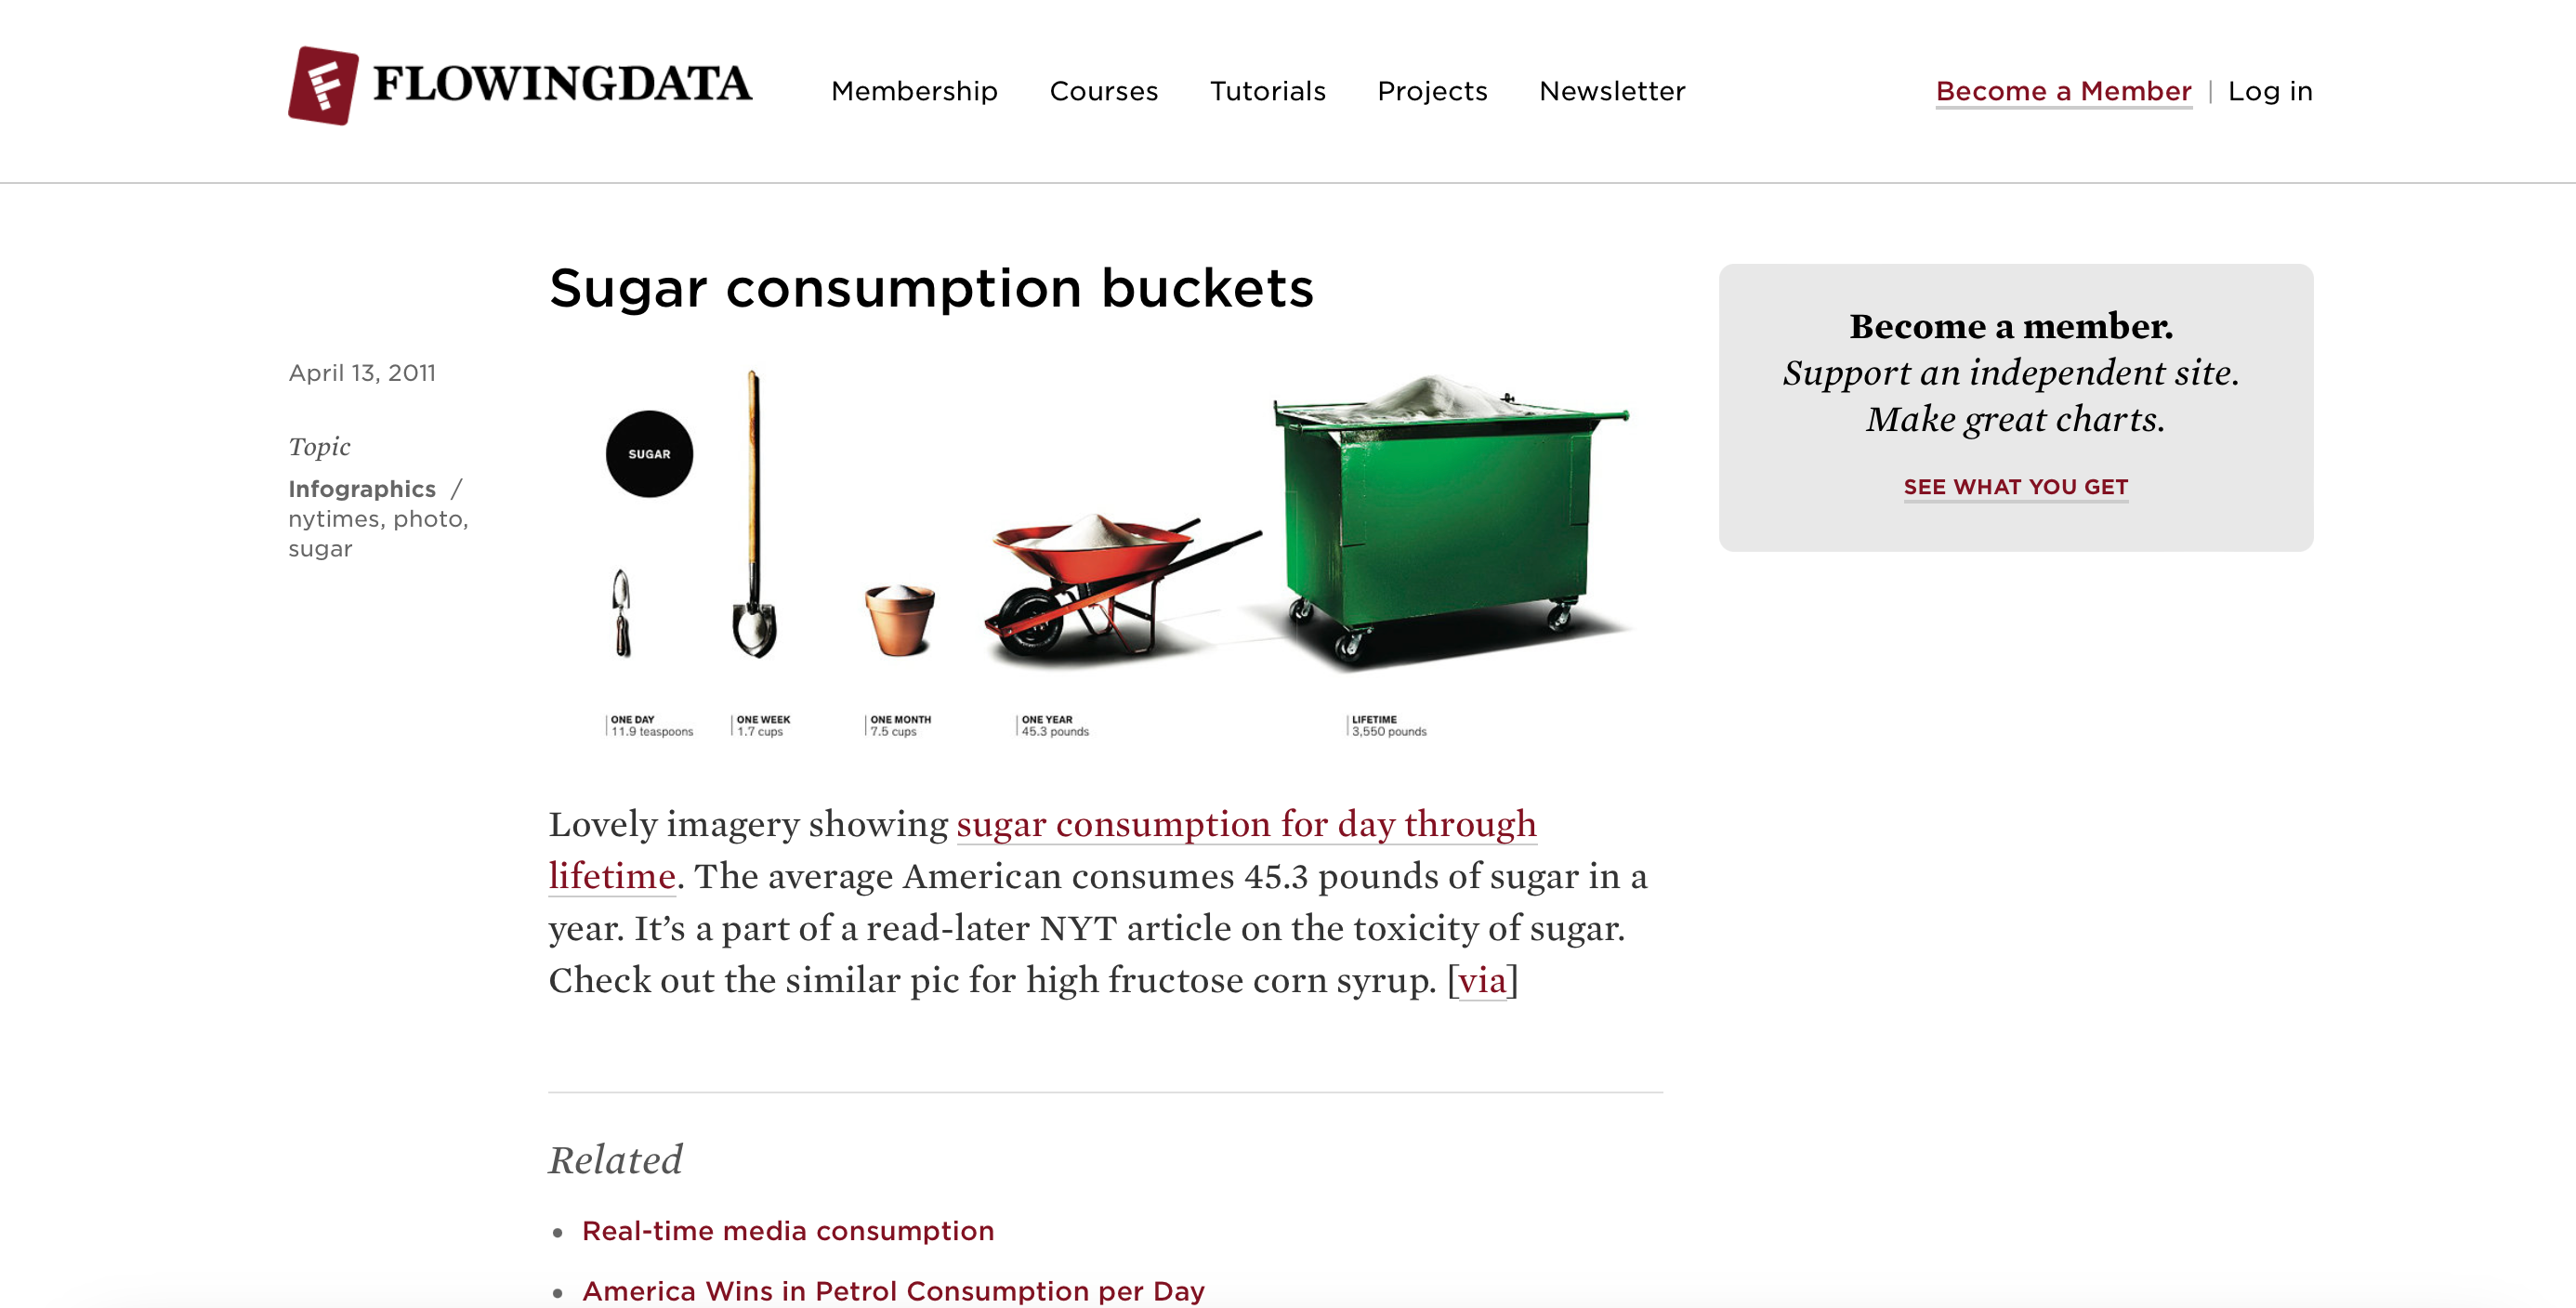 FLOWINGDATA
Membership
Courses
Tutorials
Projects
Newsletter
Become a Member | Log in
Sugar consumption buckets
April 13, 2011
Topic
Infographics /
nytimes, photo,
sugar
SUGAR
ONE DAY
11.9 teaspoons
ONE WEEK
1.7 cups
ONE MONTH
7.5 cups
ONE YEAR
45.3 pounds
LIFETIME
3,550 pounds
Lovely imagery showing sugar consumption for day through
lifetime. The average American consumes 45.3 pounds of sugar in a
year. It’s a part of a read-later NYT article on the toxicity of sugar.
Check out the similar pic for high fructose corn syrup. [via]
Related
• Real-time media consumption
• America Wins in Petrol Consumption per Day
Become a member.
Support an independent site.
Make great charts.
SEE WHAT YOU GET